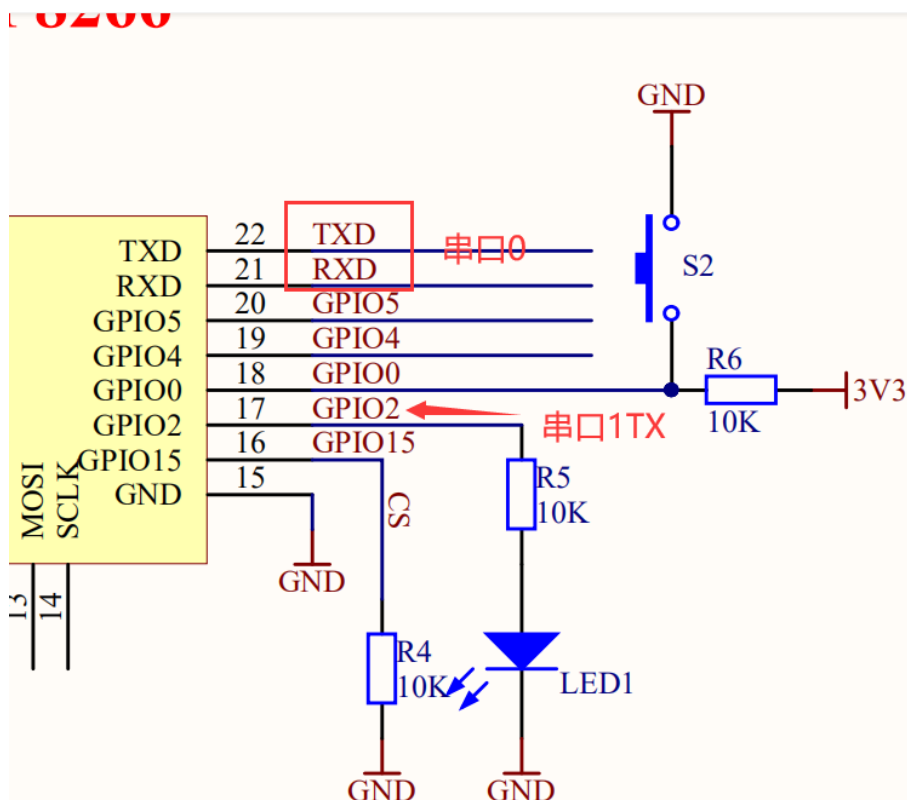 8266
GND
TXD 22 TXD 串口0
RXD 21 RXD
S2
GPIO5 20 GPIO5
GPIO4 19 GPIO4
R6
GPIO0 18 GPIO0
3V3
10K
GPIO2 17 GPIO2
串口1TX
GPIO15 16 GPIO15
GND 15
R5
10K
MOSI
SCLK
CS
GND
13
14
R4
10K
LED1
GND
GND